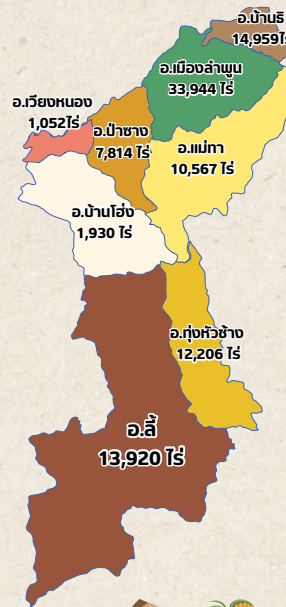 อ.บ้านธิ
14,959ไร่
อ.เมืองลำพูน
33,944 ไร่
อ.เวียงหนอง
1,052ไร่
อ.ป่าซาง
7,814 ไร่
อ.แม่ทา
10,567 ไร่
อ.บ้านโฮ่ง
1,930 ไร่
อ.ทุ่งหัวช้าง
12,206 ไร่
อ.ลี้
13,920 ไร่